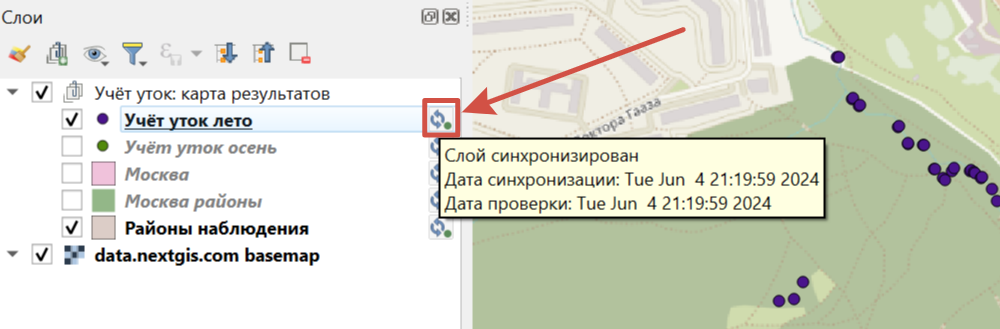 Слои
Учёт уток: карта результатов
Учёт уток лето
Учёт уток осень
Москва
Москва районы
Районы наблюдения
data.nextgis.com basemap
Слой синхронизирован
Дата синхронизации: Tue Jun 4 21:19:59 2024
Дата проверки: Tue Jun 4 21:19:59 2024
доктора Гааза